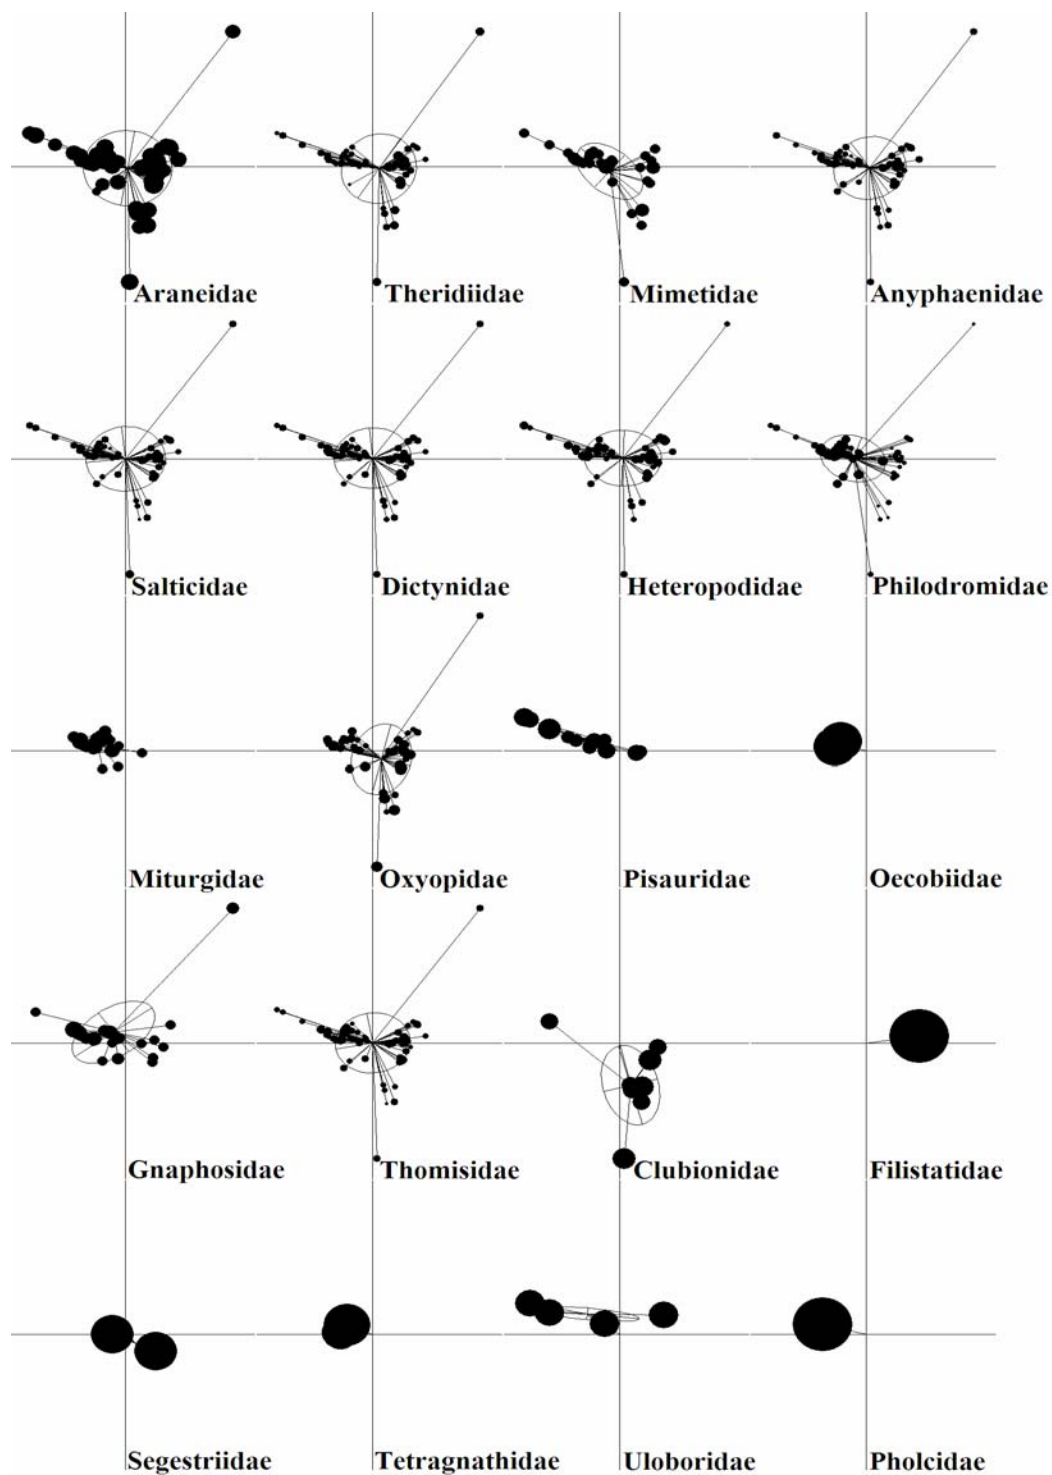 Araneidae Theridiidae Mimetidae Anyphaenidae
Salticidae Dictynidae Heteropodidae Philodromidae
Miturgidae Oxyopidae Pisauridae Oecobiidae
Gnaphosidae Thomisidae Clubionidae Filistatidae
Segestriidae Tetragnathidae Uloboridae Pholcidae